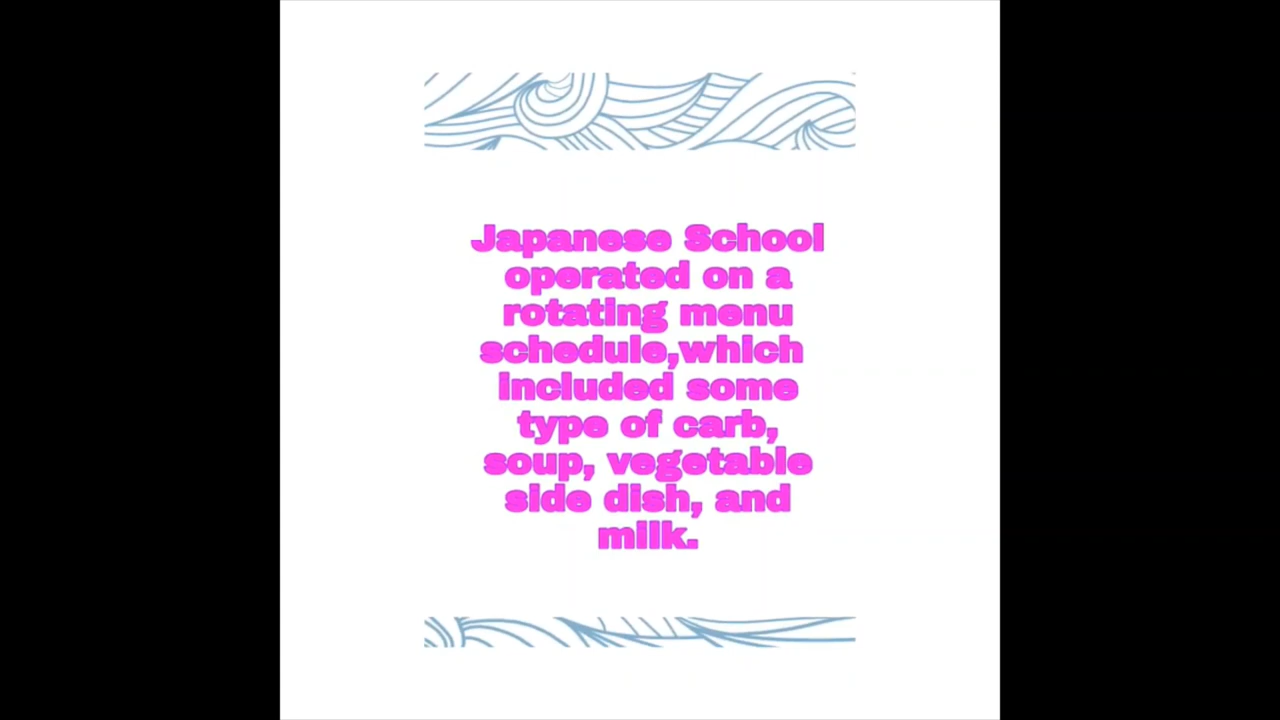 Japanese School
operated on a
rotating menu
schedule,which
included some
type of carb,
soup, vegetable
side dish, and
milk.